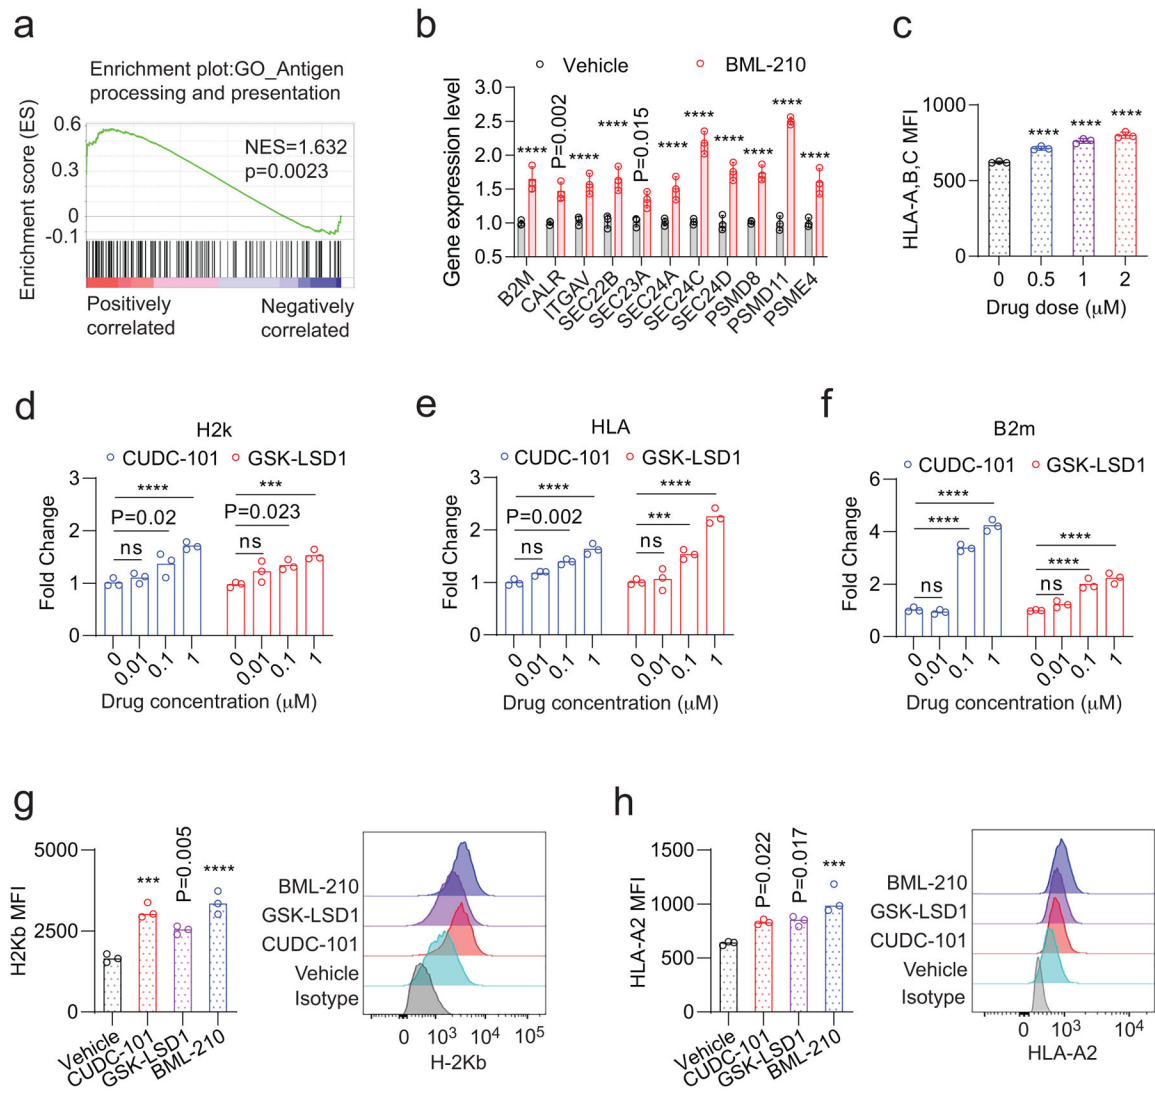 a
Enrichment plot:GO_Antigen
processing and presentation
Enrichment score (ES)
0.6
0.3
0
-0.1
NES=1.632
p=0.0023
Positively
correlated
Negatively
correlated
b
Vehicle
BML-210
Gene expression level
3.0
2.5
2.0
1.5
1.0
0.5
****
P=0.002
****
****
P=0.015
****
****
****
****
****
****
B2M
CALR
ITGAV
SEC22B
SEC23A
SEC24A
SEC24C
SEC24D
PSMD8
PSMD11
PSME4
c
HLA-A,B,C MFI
1000
500
0
****
****
****
0
0.5
1
2
Drug dose (μM)
d
H2k
CUDC-101
GSK-LSD1
Fold Change
3
2
1
0
****
P=0.02
ns
***
P=0.023
ns
0
0.01
0.1
1
0
0.01
0.1
1
Drug concentration (μM)
e
HLA
CUDC-101
GSK-LSD1
Fold Change
3
2
1
0
****
P=0.002
ns
****
***
ns
0
0.01
0.1
1
0
0.01
0.1
1
Drug concentration (μM)
f
B2m
CUDC-101
GSK-LSD1
Fold Change
6
4
2
0
****
****
ns
****
****
ns
0
0.01
0.1
1
0
0.01
0.1
1
Drug concentration (μM)
g
H2Kb MFI
5000
2500
0
***
P=0.005
****
Vehicle
CUDC-101
GSK-LSD1
BML-210
BML-210
GSK-LSD1
CUDC-101
Vehicle
Isotype
0
10³
10⁴
10⁵
H-2Kb
h
HLA-A2 MFI
1500
1000
500
0
P=0.022
P=0.017
***
Vehicle
CUDC-101
GSK-LSD1
BML-210
BML-210
GSK-LSD1
CUDC-101
Vehicle
Isotype
0
10³
10⁴
HLA-A2